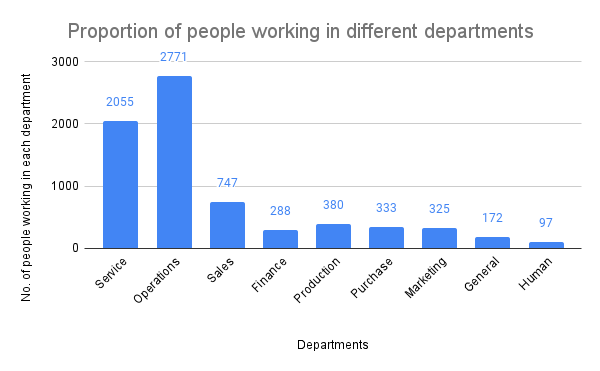 Proportion of people working in different departments
No. of people working in each department
3000
2000
1000
0
2055
2771
747
288
380
333
325
172
97
Service
Operations
Sales
Finance
Production
Purchase
Marketing
General
Human
Departments